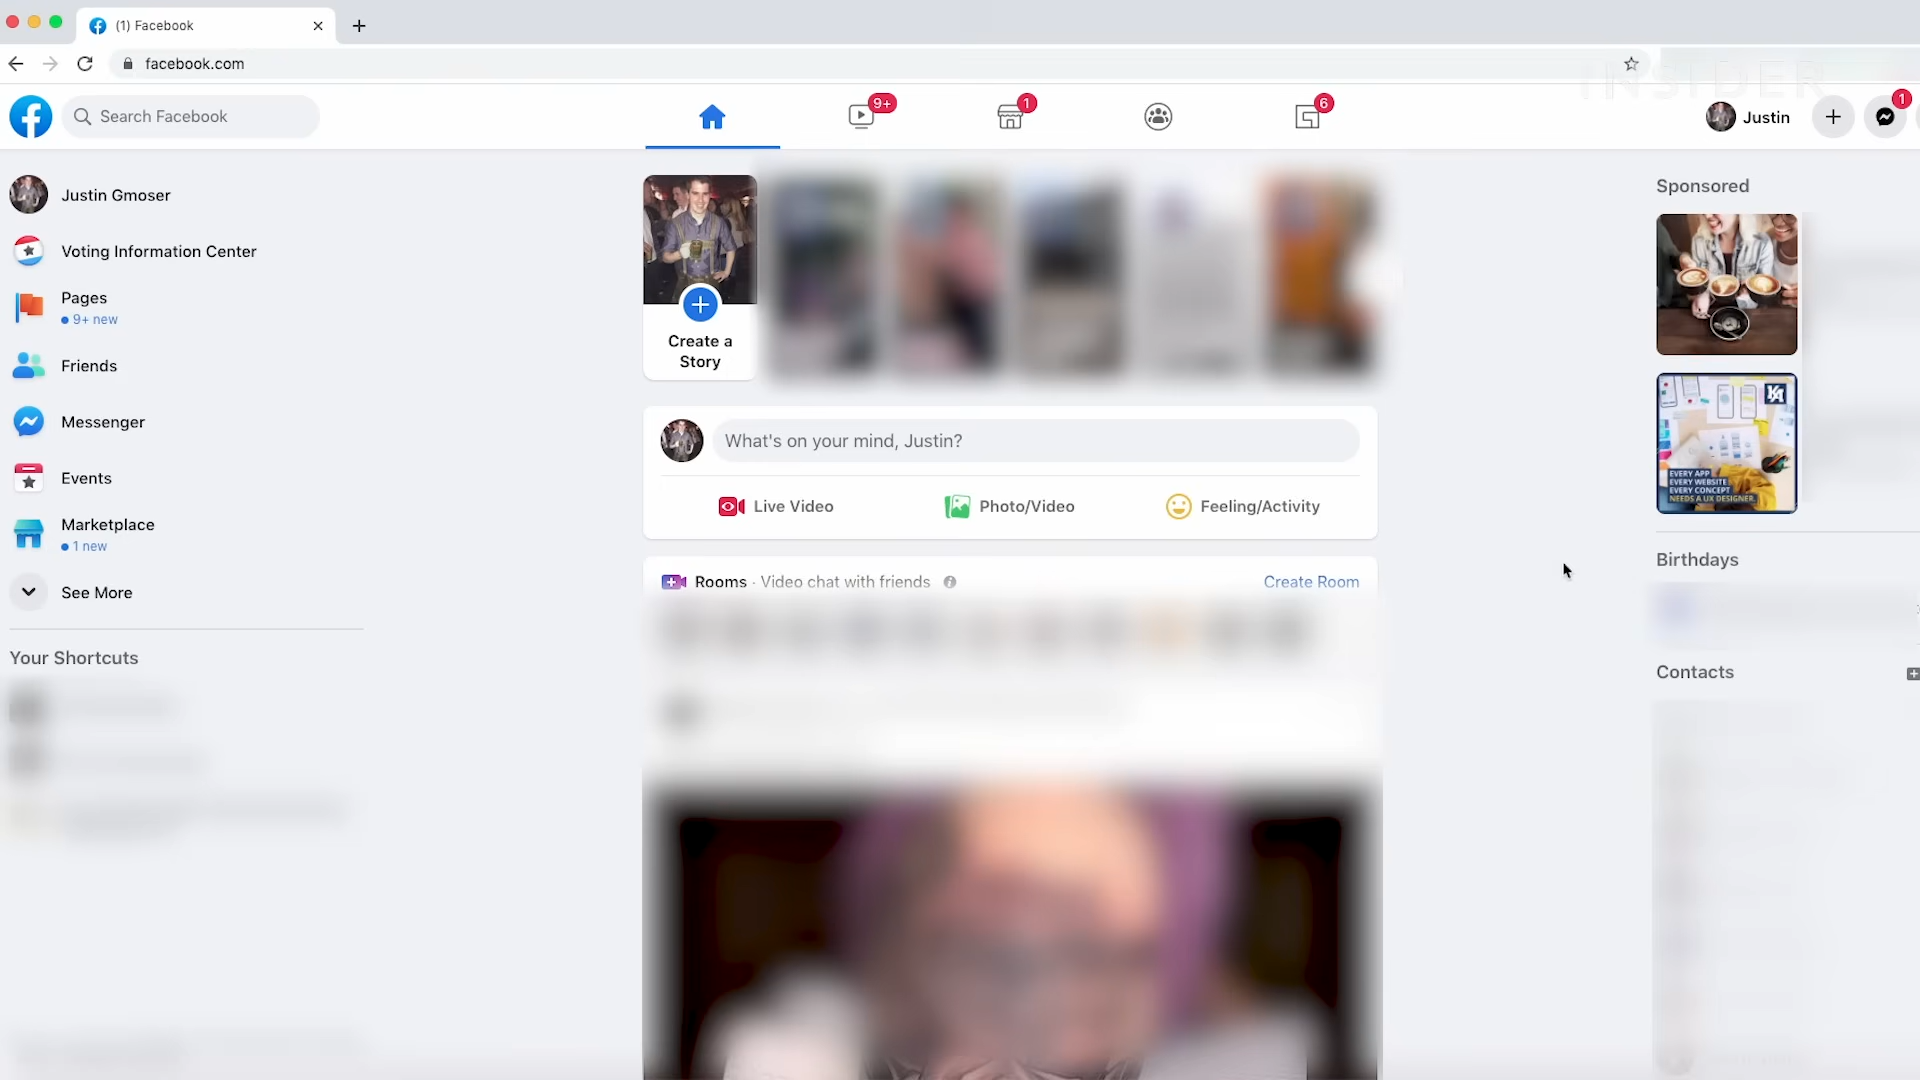 (1) Facebook
facebook.com
INSIDER
Search Facebook
9+
1
6
Justin
1
Justin Gmoser
Voting Information Center
Pages
9+ new
Friends
Messenger
Events
Marketplace
1 new
See More
Your Shortcuts
Create a
Story
What's on your mind, Justin?
Live Video
Photo/Video
Feeling/Activity
Rooms · Video chat with friends
Create Room
Sponsored
EVERY APP
EVERY WEBSITE
EVERY CONCEPT
NEEDS A UX DESIGNER.
Birthdays
Contacts